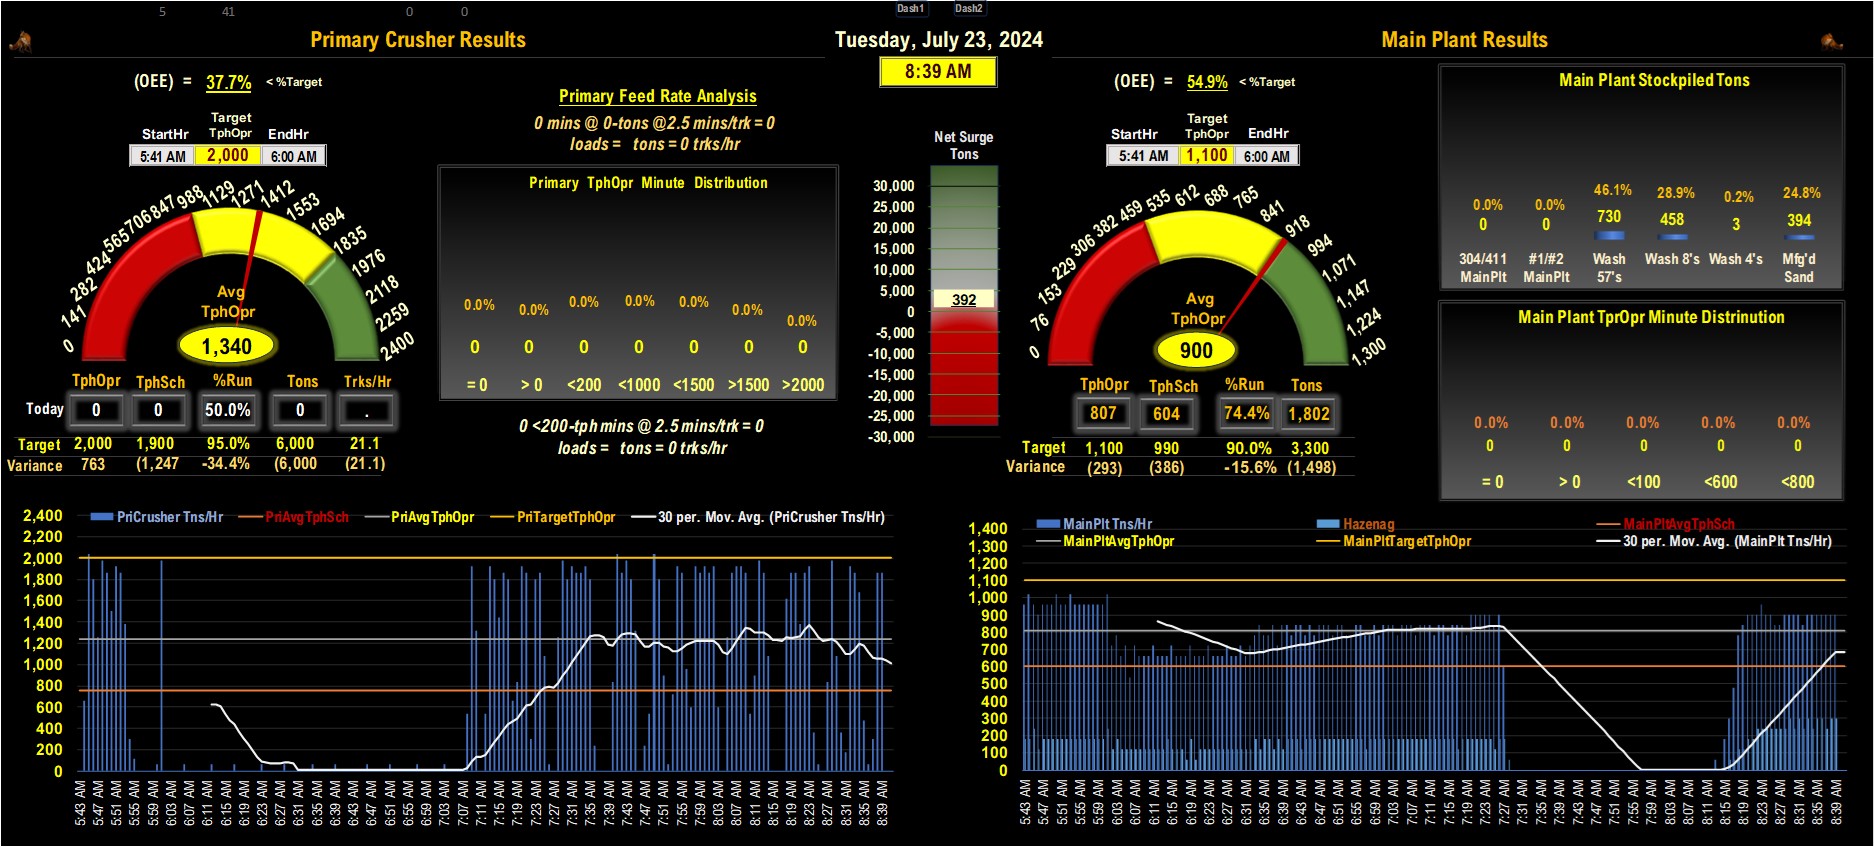 5 41 0 0 Dash1 Dash2
Primary Crusher Results
Tuesday, July 23, 2024
Main Plant Results
8:39 AM
(OEE) = 37.7% < %Target
Target
StartHr TphOpr EndHr
5:41 AM 2,000 6:00 AM
0 141 282 424 565 706 847 988 1129 1271 1412 1553 1694 1835 1976 2118 2259 2400
Avg
TphOpr
1,340
TphOpr TphSch %Run Tons Trks/Hr
Today 0 0 50.0% 0 .
Target 2,000 1,900 95.0% 6,000 21.1
Variance 763 (1,247 -34.4% (6,000 (21.1)
Primary Feed Rate Analysis
0 mins @ 0-tons @2.5 mins/trk = 0
loads = tons = 0 trks/hr
Primary TphOpr Minute Distribution
0.0% 0.0% 0.0% 0.0% 0.0% 0.0% 0.0%
0 0 0 0 0 0 0
= 0 > 0 <200 <1000 <1500 >1500 >2000
0 <200-tph mins @ 2.5 mins/trk = 0
loads = tons = 0 trks/hr
Net Surge
Tons
30,000
25,000
20,000
15,000
10,000
5,000
392
0
-5,000
-10,000
-15,000
-20,000
-25,000
-30,000
(OEE) = 54.9% < %Target
Target
StartHr TphOpr EndHr
5:41 AM 1,100 6:00 AM
0 76 153 229 306 382 459 535 612 688 765 841 918 994 1,071 1,147 1,224 1,300
Avg
TphOpr
900
TphOpr TphSch %Run Tons
807 604 74.4% 1,802
Target 1,100 990 90.0% 3,300
Variance (293) (386) -15.6% (1,498)
Main Plant Stockpiled Tons
0.0% 0.0% 46.1% 28.9% 0.2% 24.8%
0 0 730 458 3 394
304/411 #1/#2 Wash Wash 8's Wash 4's Mfg'd
MainPlt MainPlt 57's Sand
Main Plant TprOpr Minute Distrinution
0.0% 0.0% 0.0% 0.0% 0.0%
0 0 0 0 0
= 0 > 0 <100 <600 <800
PriCrusher Tns/Hr PriAvgTphSch PriAvgTphOpr PriTargetTphOpr 30 per. Mov. Avg. (PriCrusher Tns/Hr)
2,400
2,200
2,000
1,800
1,600
1,400
1,200
1,000
800
600
400
200
0
5:43 AM 5:47 AM 5:51 AM 5:55 AM 5:59 AM 6:03 AM 6:07 AM 6:11 AM 6:15 AM 6:19 AM 6:23 AM 6:27 AM 6:31 AM 6:35 AM 6:39 AM 6:43 AM 6:47 AM 6:51 AM 6:55 AM 6:59 AM 7:03 AM 7:07 AM 7:11 AM 7:15 AM 7:19 AM 7:23 AM 7:27 AM 7:31 AM 7:35 AM 7:39 AM 7:43 AM 7:47 AM 7:51 AM 7:55 AM 7:59 AM 8:03 AM 8:07 AM 8:11 AM 8:15 AM 8:19 AM 8:23 AM 8:27 AM 8:31 AM 8:35 AM 8:39 AM
MainPlt Tns/Hr Hazenag MainPltAvgTphSch
MainPltAvgTphOpr MainPltTargetTphOpr 30 per. Mov. Avg. (MainPlt Tns/Hr)
1,400
1,300
1,200
1,100
1,000
900
800
700
600
500
400
300
200
100
0
5:43 AM 5:47 AM 5:51 AM 5:55 AM 5:59 AM 6:03 AM 6:07 AM 6:11 AM 6:15 AM 6:19 AM 6:23 AM 6:27 AM 6:31 AM 6:35 AM 6:39 AM 6:43 AM 6:47 AM 6:51 AM 6:55 AM 6:59 AM 7:03 AM 7:07 AM 7:11 AM 7:15 AM 7:19 AM 7:23 AM 7:27 AM 7:31 AM 7:35 AM 7:39 AM 7:43 AM 7:47 AM 7:51 AM 7:55 AM 7:59 AM 8:03 AM 8:07 AM 8:11 AM 8:15 AM 8:19 AM 8:23 AM 8:27 AM 8:31 AM 8:35 AM 8:39 AM